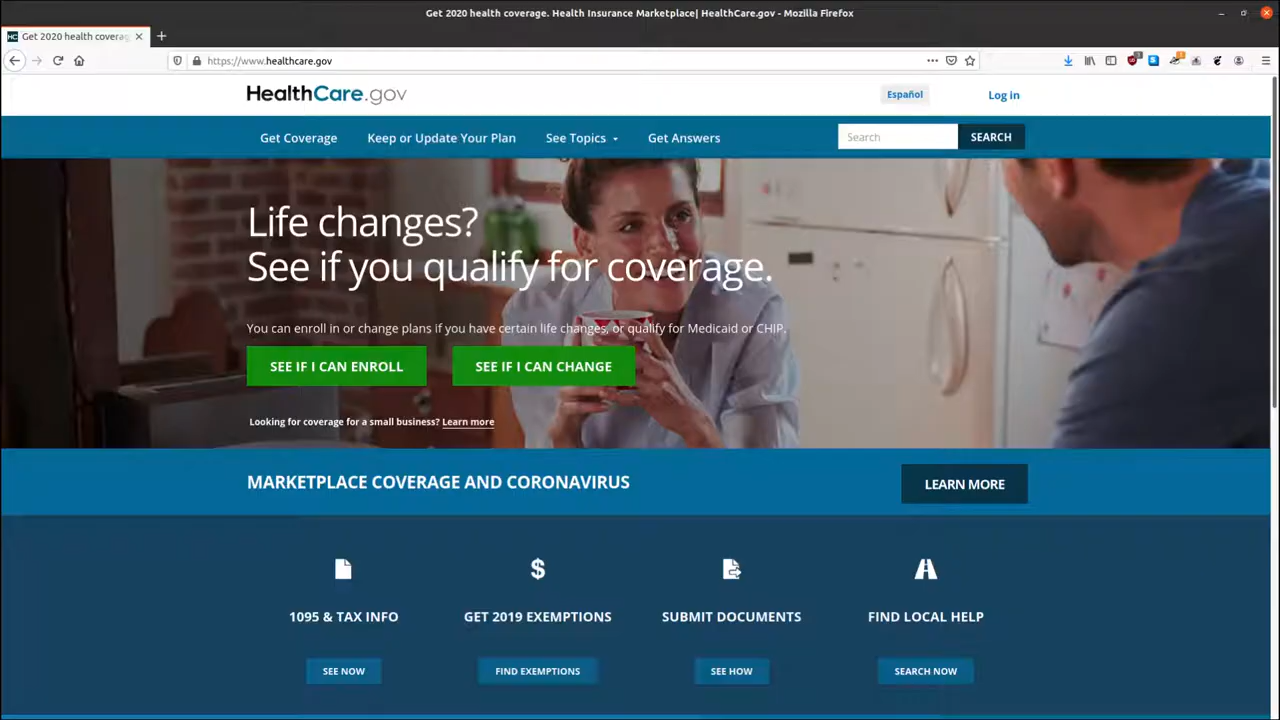 Get 2020 health coverage. Health Insurance Marketplace| HealthCare.gov - Mozilla Firefox
HC Get 2020 health coverag
https://www.healthcare.gov
HealthCare.gov
Español
Log in
Get Coverage
Keep or Update Your Plan
See Topics
Get Answers
Search
SEARCH
Life changes?
See if you qualify for coverage.
You can enroll in or change plans if you have certain life changes, or qualify for Medicaid or CHIP.
SEE IF I CAN ENROLL
SEE IF I CAN CHANGE
Looking for coverage for a small business? Learn more
MARKETPLACE COVERAGE AND CORONAVIRUS
LEARN MORE
$
1095 & TAX INFO
GET 2019 EXEMPTIONS
SUBMIT DOCUMENTS
FIND LOCAL HELP
SEE NOW
FIND EXEMPTIONS
SEE HOW
SEARCH NOW